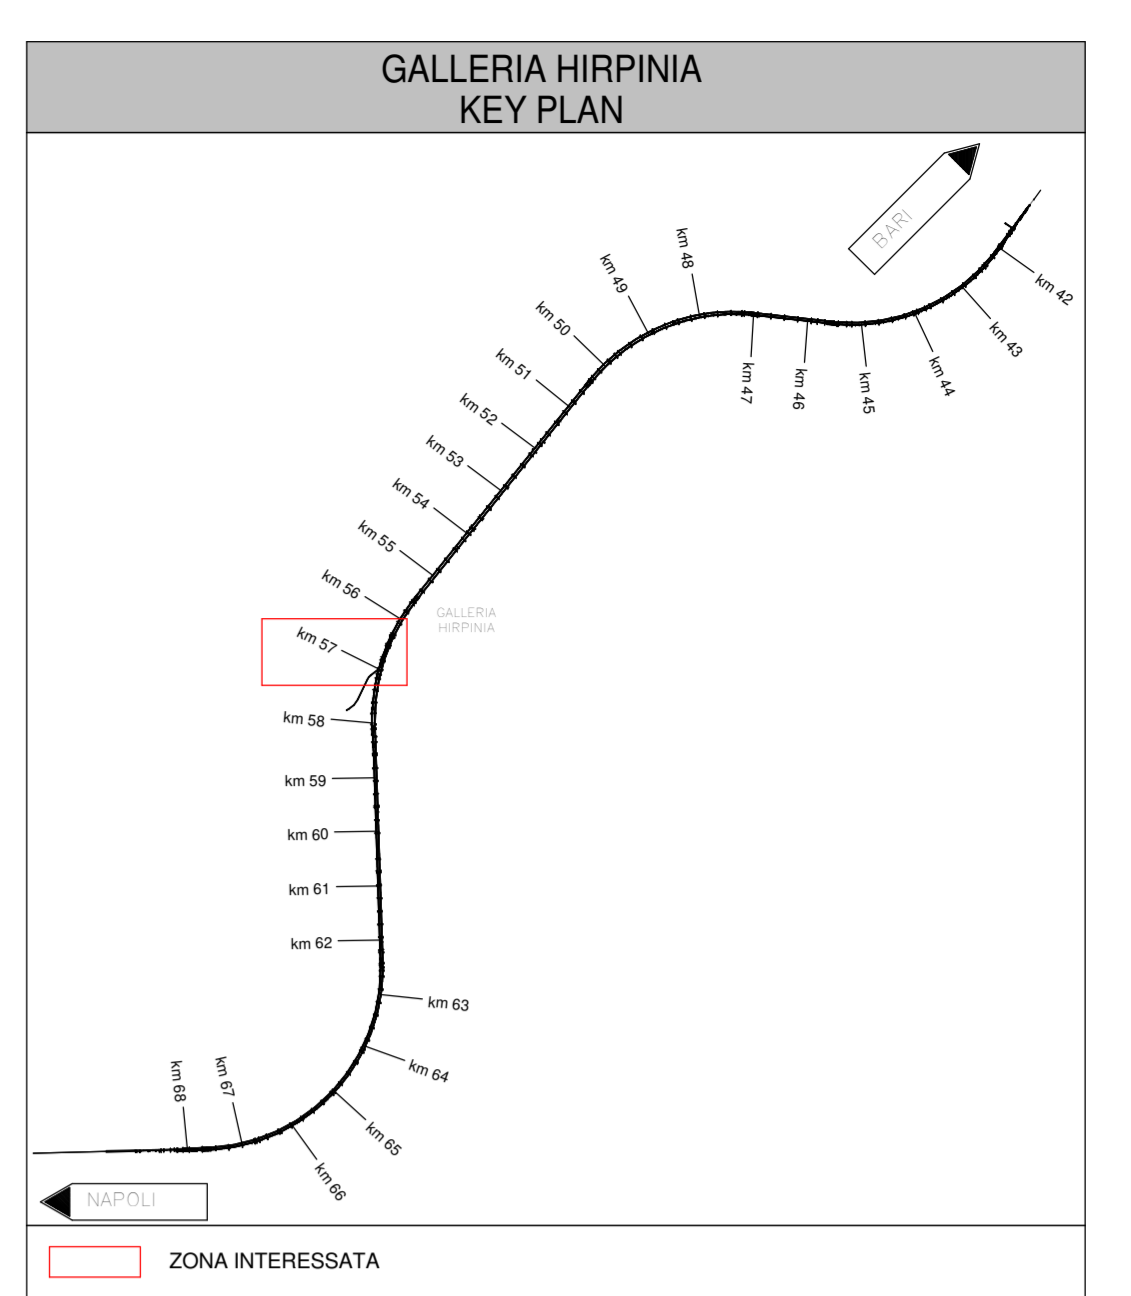 GALLERIA HIRPINIA
KEY PLAN
BARI
km 42
km 43
km 44
km 45
km 46
km 47
km 48
km 49
km 50
km 51
km 52
km 53
km 54
km 55
km 56
GALLERIA
HIRPINIA
km 57
km 58
km 59
km 60
km 61
km 62
km 63
km 64
km 65
km 66
km 67
km 68
NAPOLI
ZONA INTERESSATA